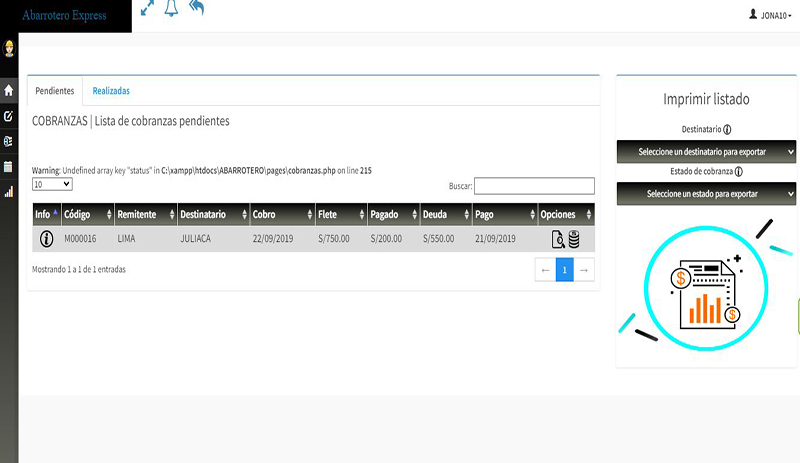 Abarrotero Express
JONA10
Pendientes
Realizadas
COBRANZAS | Lista de cobranzas pendientes
Warning: Undefined array key "status" in C:\xampp\htdocs\ABARROTERO\pages\cobranzas.php on line 215
10
Buscar:
Info Código Remitente Destinatario Cobro Flete Pagado Deuda Pago Opciones
M000016 LIMA JULIACA 22/09/2019 S/750.00 S/200.00 S/550.00 21/09/2019
Mostrando 1 a 1 de 1 entradas
← 1 →
Imprimir listado
Destinatario
Seleccione un destinatario para exportar
Estado de cobranza
Seleccione un estado para exportar
$
$